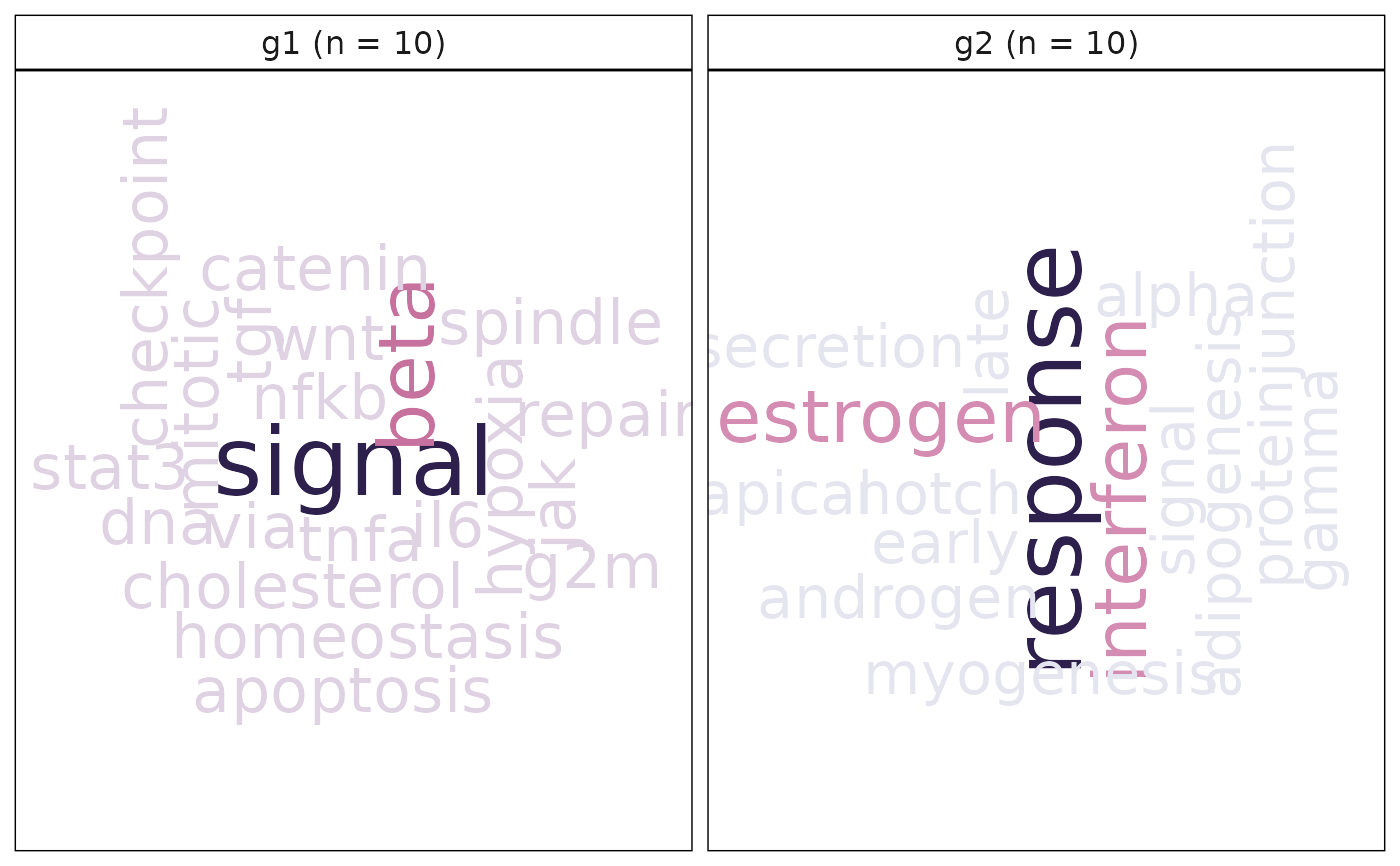 g1 (n = 10)
checkpoint
catenin
tgf
mitotic
wnt
beta
spindle
nfkb
hypoxia
repair
signal
stat3
jak
dna
via
tnfa
il6
g2m
cholesterol
homeostasis
apoptosis
g2 (n = 10)
proteinjunction
response
alpha
late
secretion
interferon
adipogenesis
gamma
estrogen
signal
apical
hotch
early
androgen
myogenesis